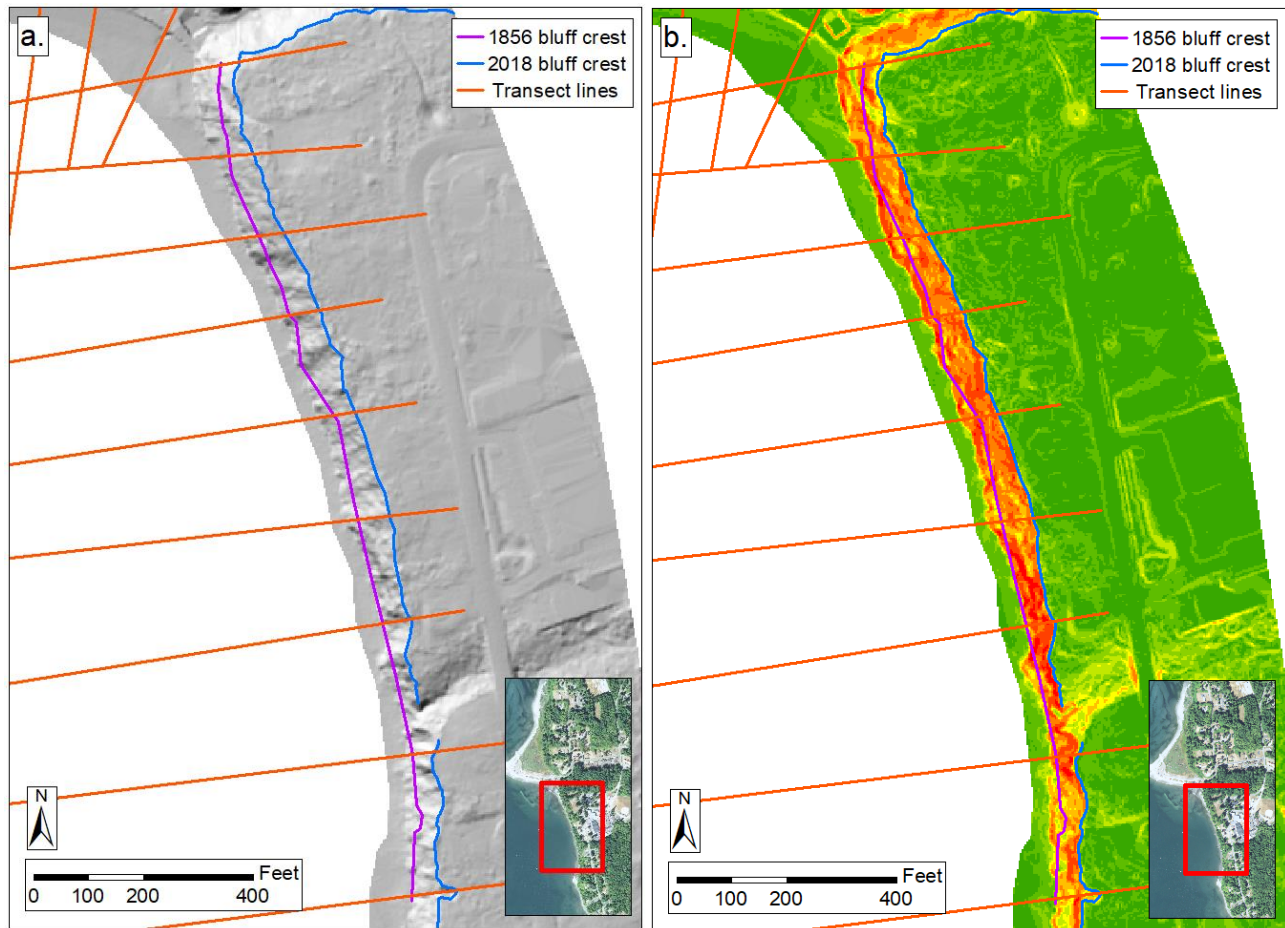 a.
1856 bluff crest
2018 bluff crest
Transect lines
N
Feet
0 100 200 400
b.
1856 bluff crest
2018 bluff crest
Transect lines
N
Feet
0 100 200 400